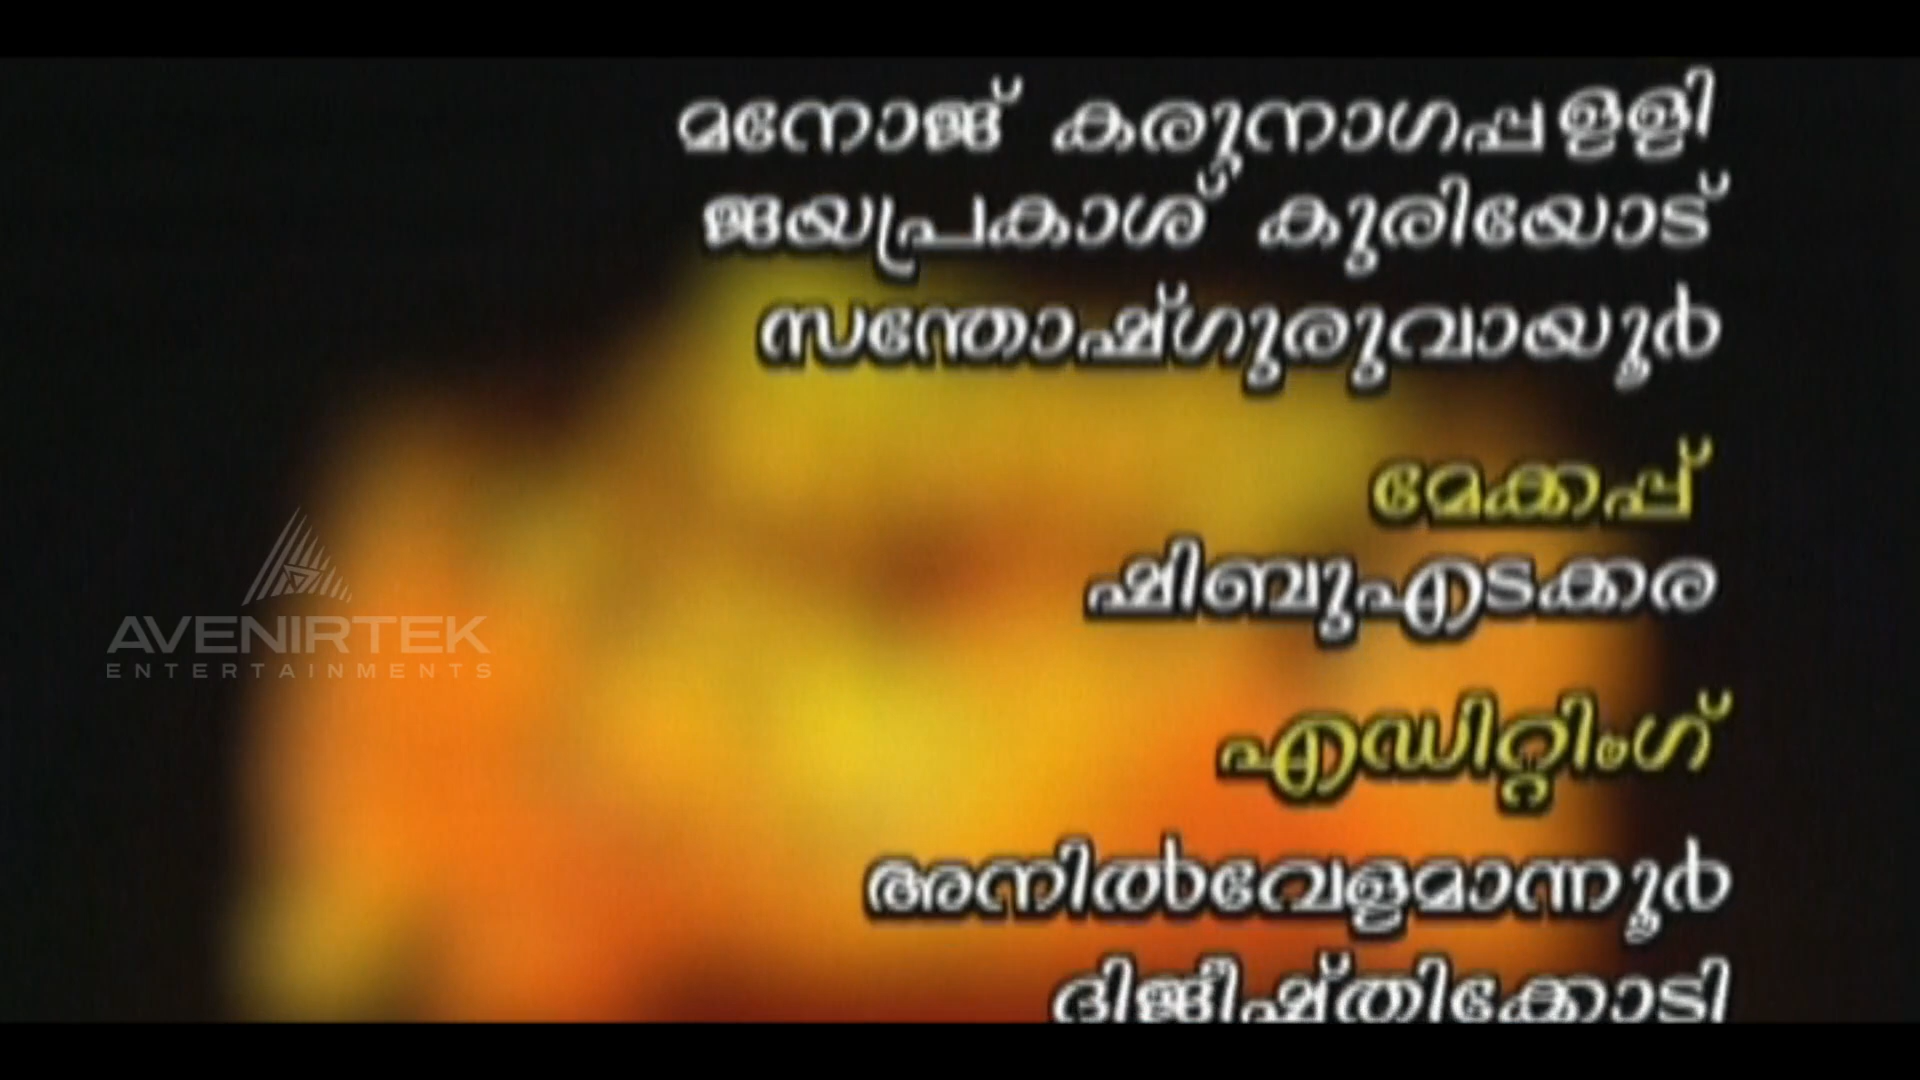 മനോജ് കരുനാഗപ്പള്ളി
ജയപ്രകാശ് കുരിയോട്
സന്തോഷ്ഗുരുവായൂർ
മേക്കപ്പ്
ഷിബുഎടക്കര
AVENIRTEK
ENTERTAINMENTS
എഡിറ്റിംഗ്
അനിൽവേളമാന്നൂർ
ദിജീഷ്തിക്കോടി